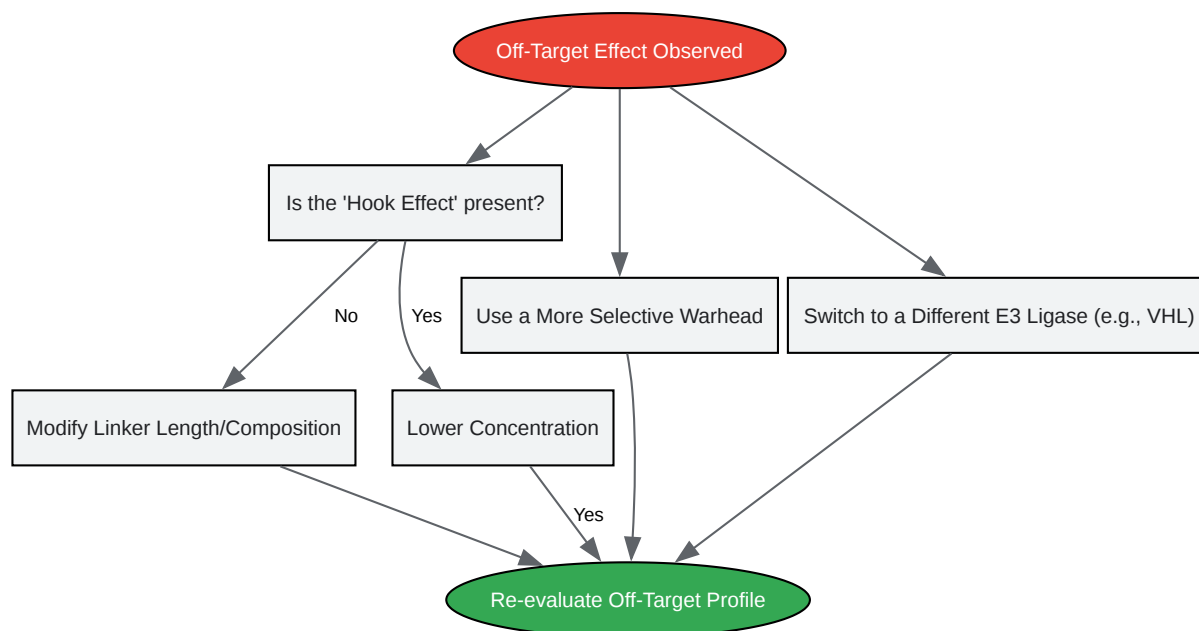 Off-Target Effect Observed
Is the 'Hook Effect' present?
Use a More Selective Warhead
Switch to a Different E3 Ligase (e.g., VHL)
No
Yes
Modify Linker Length/Composition
Lower Concentration
Yes
Re-evaluate Off-Target Profile